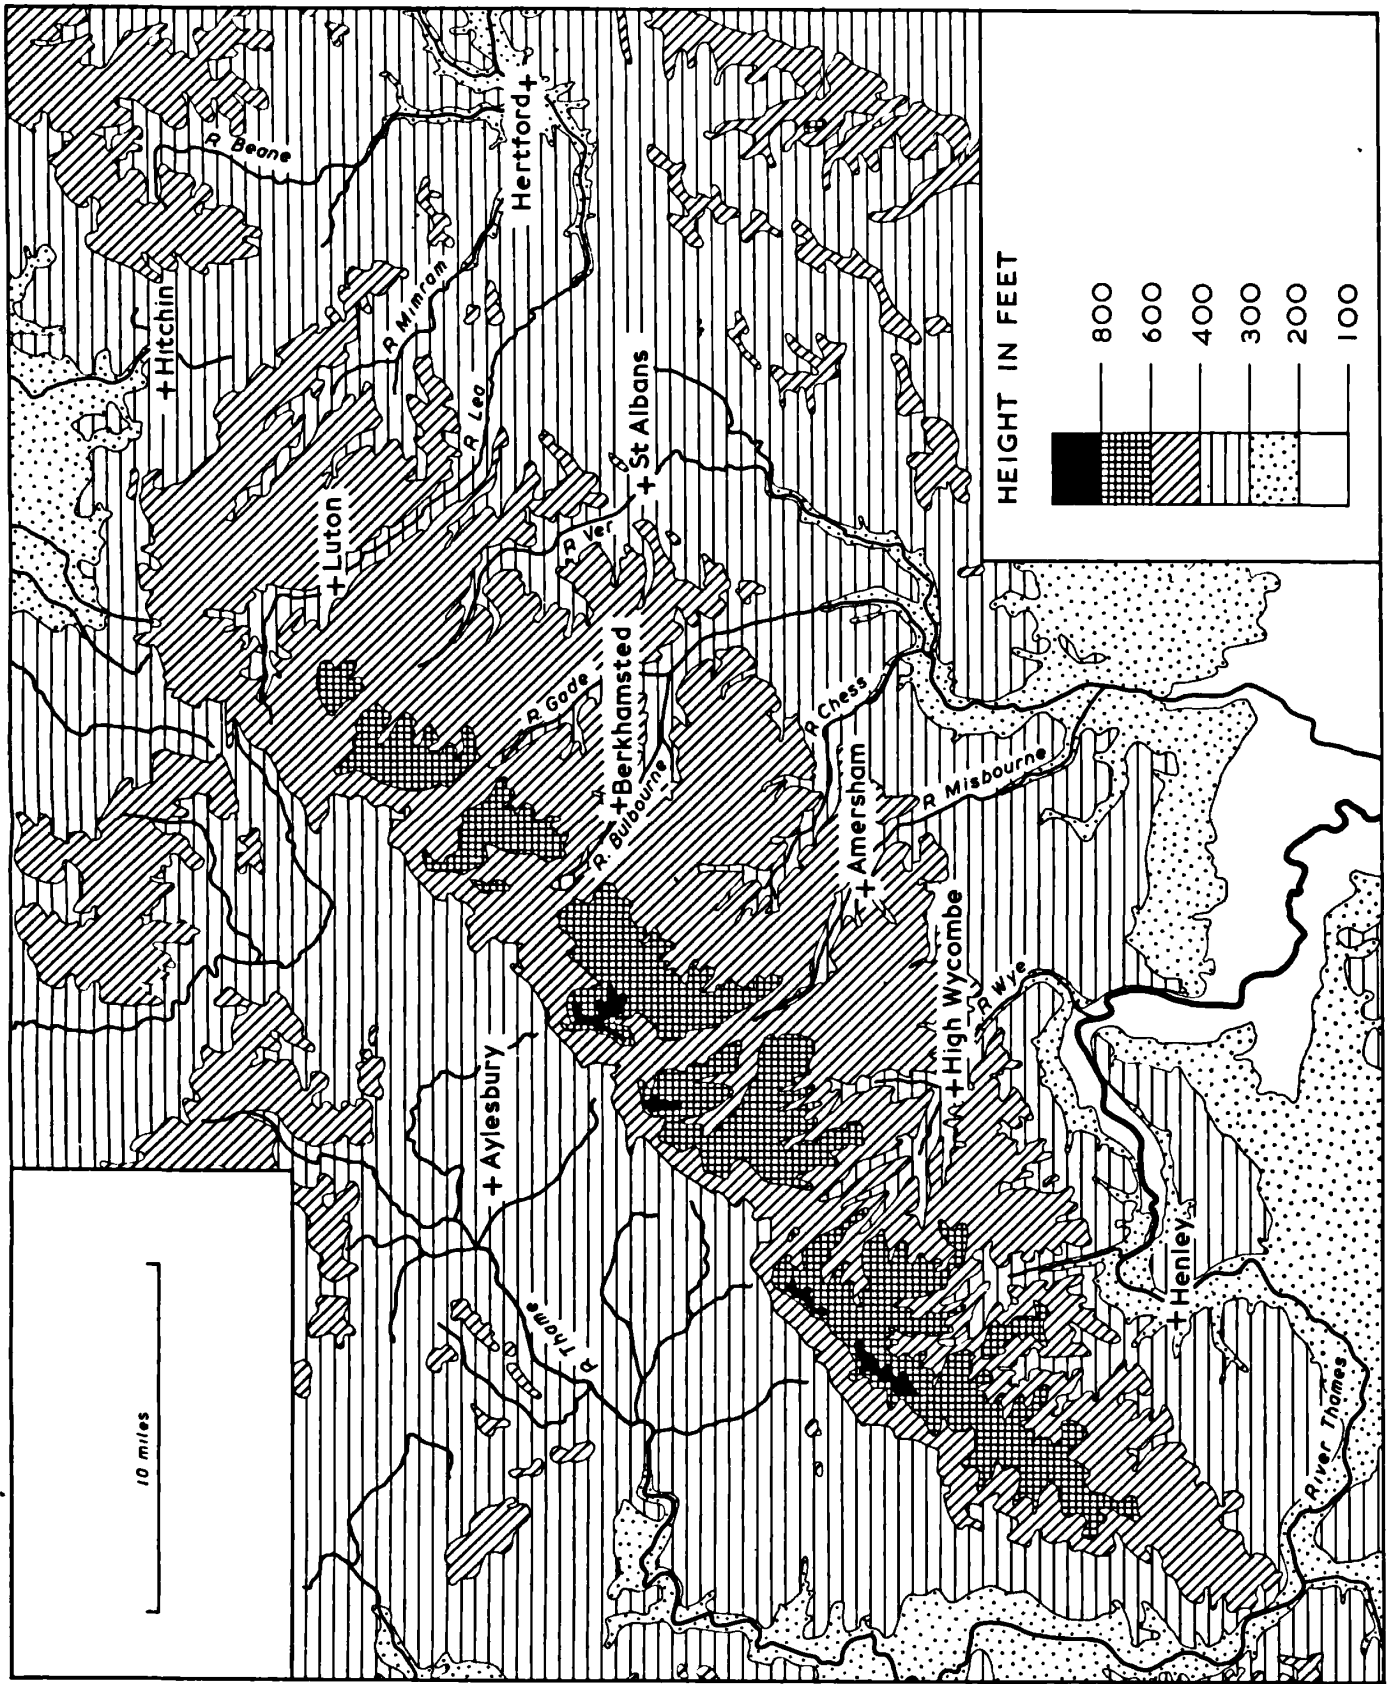 10 miles
R Beane
Hertford
Hitchin
R Mimram
R Lea
Luton
St Albans
R Ver
R. Gade
Berkhamsted
R. Bulbourne
R Chess
Amersham
R Misbourne
Aylesbury
High Wycombe
R Wye
R Thame
Henley
River Thames
HEIGHT IN FEET
800
600
400
300
200
100